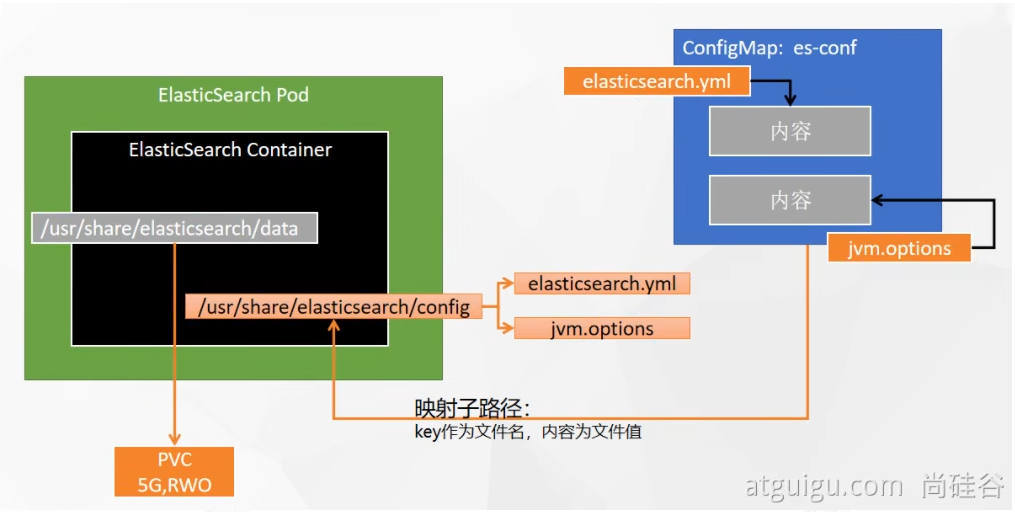 ConfigMap: es-conf
elasticsearch.yml
内容
内容
jvm.options
ElasticSearch Pod
ElasticSearch Container
/usr/share/elasticsearch/data
/usr/share/elasticsearch/config
elasticsearch.yml
jvm.options
映射子路径：
key作为文件名，内容为文件值
PVC
5G,RWO
atguigu.com 尚硅谷